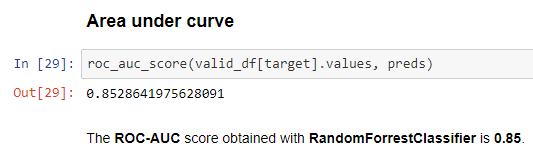 Area under curve
In [29]: roc_auc_score(valid_df[target].values, preds)
Out[29]: 0.8528641975628091
The ROC-AUC score obtained with RandomForrestClassifier is 0.85.